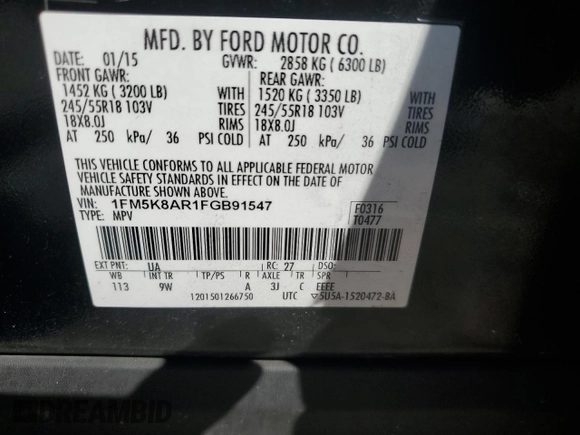 MFD. BY FORD MOTOR CO.
DATE: 01/15 GVWR: 2858 KG ( 6300 LB)
FRONT GAWR: REAR GAWR:
1452 KG ( 3200 LB) WITH 1520 KG ( 3350 LB) WITH
245/55R18 103V TIRES 245/55R18 103V TIRES
18X8.0J RIMS 18X8.0J RIMS
AT 250 kPa/ 36 PSI COLD AT 250 kPa/ 36 PSI COLD
THIS VEHICLE CONFORMS TO ALL APPLICABLE FEDERAL MOTOR
VEHICLE SAFETY STANDARDS IN EFFECT ON THE DATE OF
MANUFACTURE SHOWN ABOVE.
VIN: 1FM5K8AR1FGB91547 F0316
TYPE: MPV T0477
EXT PNT: UA RC: 27 DSO:
WB INT TR TP/PS R AXLE TR SPR
113 9W A 3J C EEEE
1201501266750 UTC ▽5U5A-1520472-BA
DREAMBID